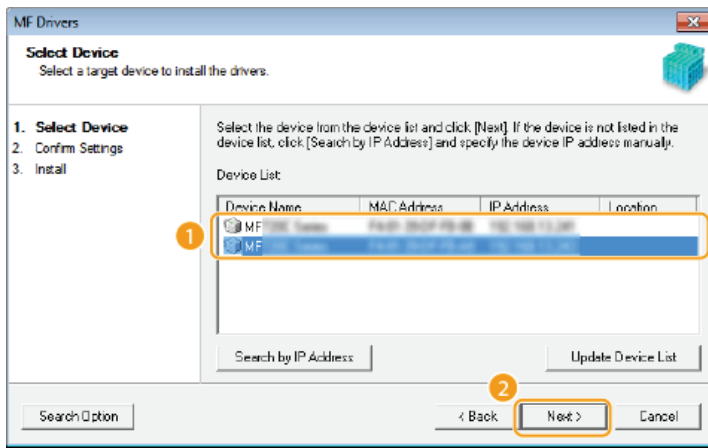 MF Drivers
Select Device
Select a target device to install the drivers.
1. Select Device
2. Confirm Settings
3. Install
Select the device from the device list and click [Next]. If the device is not listed in the
device list, click [Search by IP Address] and specify the device IP address manually.
Device List:
Device Name MAC Address IP Address Location
MF
1
MF
Search by IP Address Update Device List
2
Search Option < Back Next > Cancel